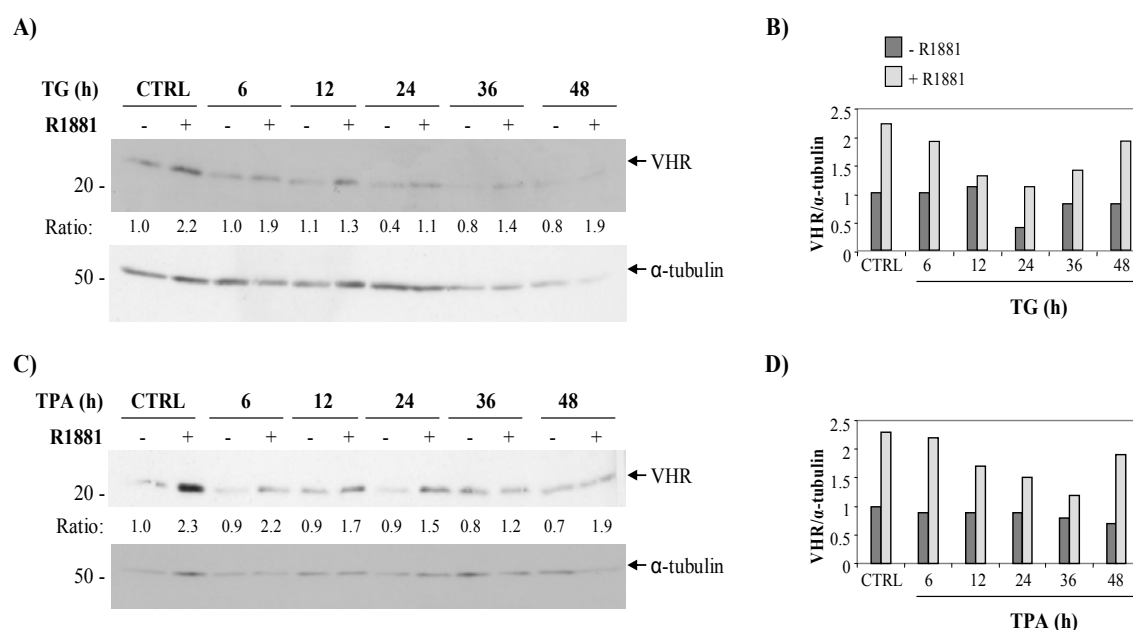 A)
TG (h) CTRL 6 12 24 36 48
R1881 - + - + - + - + - + - +
VHR
20 -
Ratio: 1.0 2.2 1.0 1.9 1.1 1.3 0.4 1.1 0.8 1.4 0.8 1.9
α-tubulin
50 -
B)
- R1881
+ R1881
VHR/α-tubulin
2.5
2
1.5
1
0.5
0
CTRL 6 12 24 36 48
TG (h)
C)
TPA (h) CTRL 6 12 24 36 48
R1881 - + - + - + - + - + - +
VHR
20 -
Ratio: 1.0 2.3 0.9 2.2 0.9 1.7 0.9 1.5 0.8 1.2 0.7 1.9
α-tubulin
50 -
D)
VHR/α-tubulin
2.5
2
1.5
1
0.5
0
CTRL 6 12 24 36 48
TPA (h)